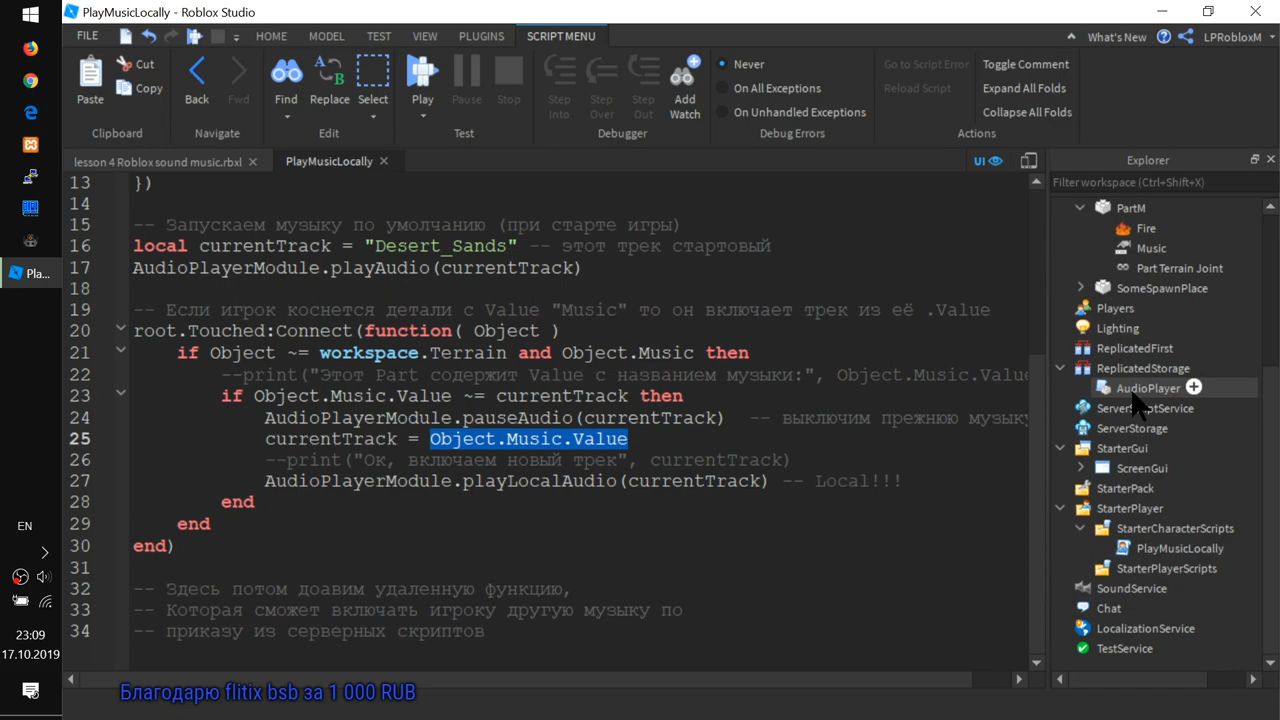 PlayMusicLocally - Roblox Studio
FILE HOME MODEL TEST VIEW PLUGINS SCRIPT MENU What's New LPRobloxM
Paste Cut Copy Back Fwd Find Replace Select Play Pause Stop Step Into Step Over Step Out Add Watch
Never
On All Exceptions
On Unhandled Exceptions
Go to Script Error
Reload Script
Toggle Comment
Expand All Folds
Collapse All Folds
Clipboard Navigate Edit Test Debugger Debug Errors Actions
lesson 4 Roblox sound music.rbxl PlayMusicLocally UI Explorer
Filter workspace (Ctrl+Shift+X)
13 })
14
15 -- Запускаем музыку по умолчанию (при старте игры)
16 local currentTrack = "Desert_Sands" -- этот трек стартовый
17 AudioPlayerModule.playAudio(currentTrack)
18
19 -- Если игрок коснется детали с Value "Music" то он включает трек из её .Value
20 root.Touched:Connect(function( Object )
21 if Object ~= workspace.Terrain and Object.Music then
22 --print("Этот Part содержит Value с названием музыки:", Object.Music.Value
23 if Object.Music.Value ~= currentTrack then
24 AudioPlayerModule.pauseAudio(currentTrack) -- выключим прежнюю музыку
25 currentTrack = Object.Music.Value
26 --print("Ок, включаем новый трек", currentTrack)
27 AudioPlayerModule.playLocalAudio(currentTrack) -- Local!!!
28 end
29 end
30 end)
31
32 -- Здесь потом доавим удаленную функцию,
33 -- Которая сможет включать игроку другую музыку по
34 -- приказу из серверных скриптов
PartM
Fire
Music
Part Terrain Joint
SomeSpawnPlace
Players
Lighting
ReplicatedFirst
ReplicatedStorage
AudioPlayer
ServerScriptService
ServerStorage
StarterGui
ScreenGui
StarterPack
StarterPlayer
StarterCharacterScripts
PlayMusicLocally
StarterPlayerScripts
SoundService
Chat
LocalizationService
TestService
Pla...
EN
23:09
17.10.2019
Благодарю flitix bsb за 1 000 RUB